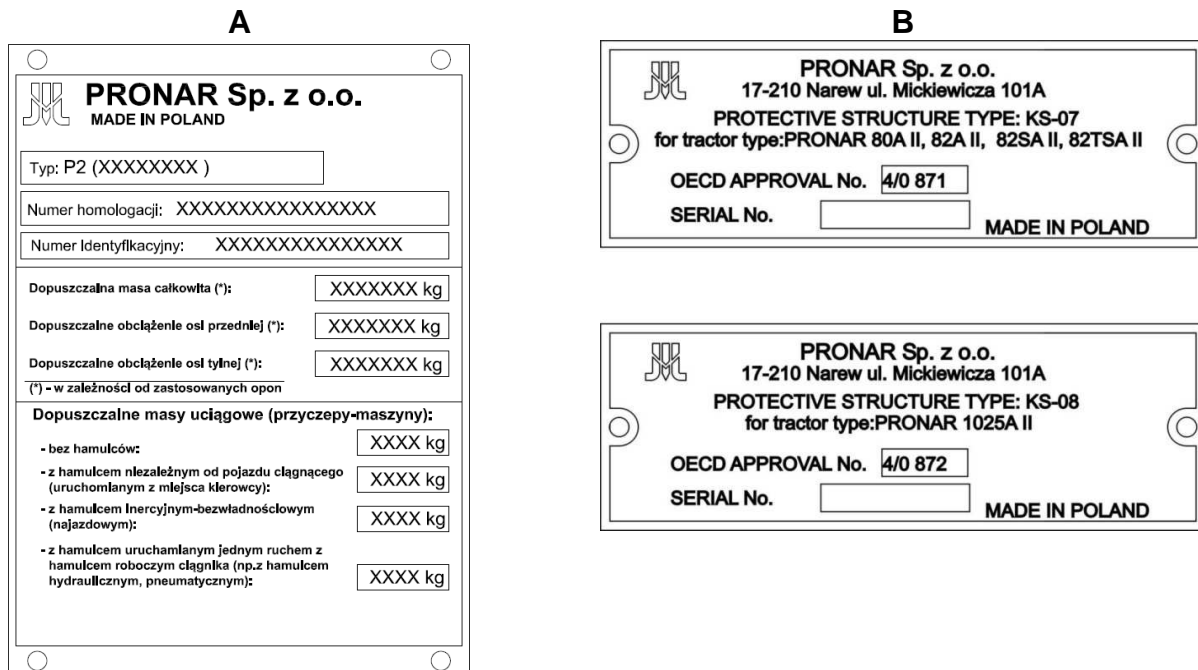 A
PRONAR Sp. z o.o.
MADE IN POLAND
Typ: P2 (XXXXXXXX )
Numer homologacji: XXXXXXXXXXXXXXXX
Numer Identyfikacyjny: XXXXXXXXXXXXXXX
Dopuszczalna masa całkowita (*): XXXXXXX kg
Dopuszczalne obciążenie osi przedniej (*): XXXXXXX kg
Dopuszczalne obciążenie osi tylnej (*): XXXXXXX kg
(*) - w zależności od zastosowanych opon
Dopuszczalne masy uciągowe (przyczepy-maszyny):
- bez hamulców: XXXX kg
- z hamulcem niezależnym od pojazdu ciągnącego
(uruchomianym z miejsca kierowcy): XXXX kg
- z hamulcem Inercyjnym-bezwładnościowym
(najazdowym): XXXX kg
- z hamulcem uruchamianym jednym ruchem z
hamulcem roboczym ciągnika (np.z hamulcem
hydraulicznym, pneumatycznym): XXXX kg
B
PRONAR Sp. z o.o.
17-210 Narew ul. Mickiewicza 101A
PROTECTIVE STRUCTURE TYPE: KS-07
for tractor type:PRONAR 80A II, 82A II, 82SA II, 82TSA II
OECD APPROVAL No. 4/0 871
SERIAL No.
MADE IN POLAND
PRONAR Sp. z o.o.
17-210 Narew ul. Mickiewicza 101A
PROTECTIVE STRUCTURE TYPE: KS-08
for tractor type:PRONAR 1025A II
OECD APPROVAL No. 4/0 872
SERIAL No.
MADE IN POLAND